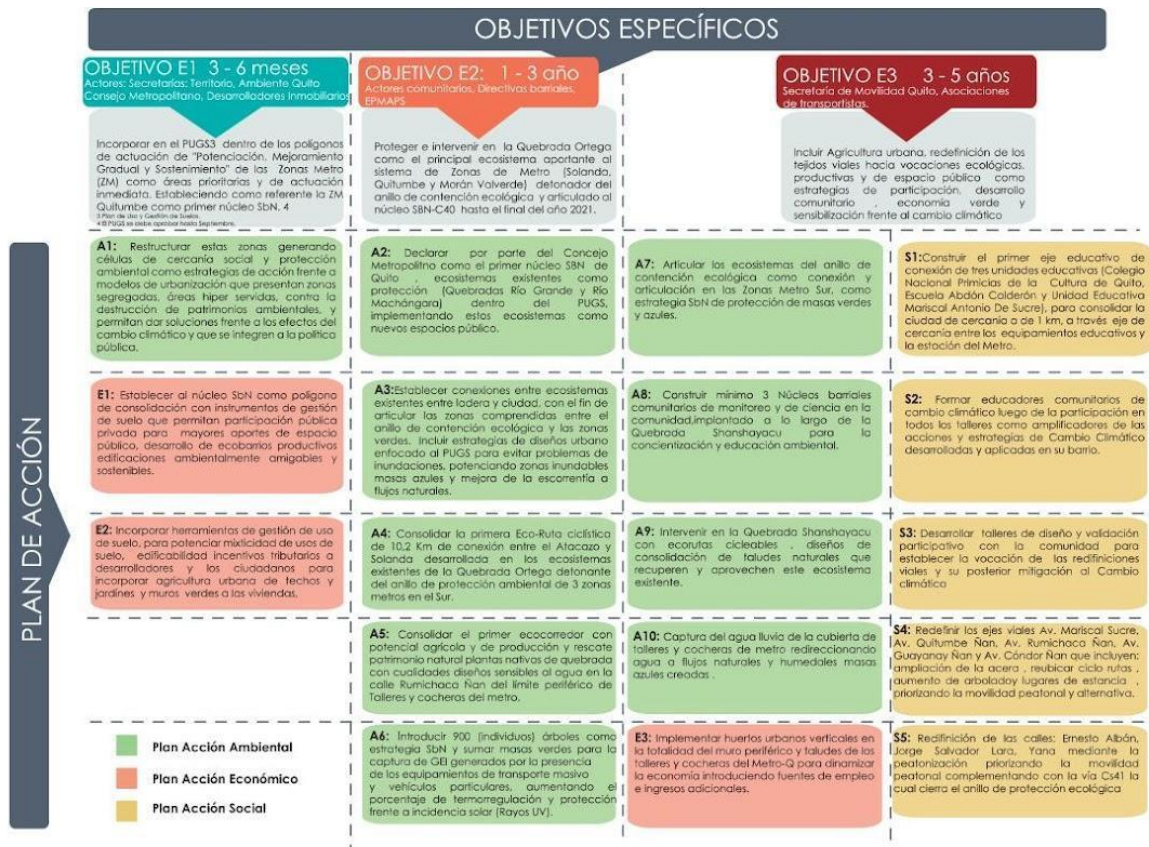 OBJETIVOS ESPECÍFICOS
OBJETIVO E1 3 - 6 meses
Actores: Secretarías: Territorio, Ambiente Quito
Consejo Metropolitano, Desarrolladores Inmobiliarios
Incorporar en el PUGS3 dentro de los polígonos
de actuación de "Potenciación, Mejoramiento
Gradual y Sostenimiento" de las Zonas Metro
(ZM) como áreas prioritarias y de actuación
inmediata. Estableciendo como referente la ZM
Quitumbe como primer núcleo SbN. 4
3 Plan de Uso y Gestión de Suelos.
4 El PUGS se debe aprobar hasta Septiembre.
OBJETIVO E2: 1 - 3 año
Actores comunitarios, Directivas barriales,
EPMAPS
Proteger e intervenir en la Quebrada Ortega
como el principal ecosistema aportante al
sistema de Zonas de Metro (Solanda,
Quitumbe y Morán Valverde) detonador del
anillo de contención ecológico y articulado al
núcleo SBN-C40 hasta el final del año 2021.
OBJETIVO E3 3 - 5 años
Secretaría de Movilidad Quito, Asociaciones
de transportistas.
Incluir Agricultura urbana, redefinición de los
tejidos viales hacia vocaciones ecológicas,
productivas y de espacio público como
estrategias de participación, desarrollo
comunitario , economía verde y
sensibilización frente al cambio climático
PLAN DE ACCIÓN
A1: Restructurar estas zonas generando
células de cercanía social y protección
ambiental como estrategias de acción frente a
modelos de urbanización que presentan zonas
segregadas, áreas hiper servidas, contra la
destrucción de patrimonios ambientales, y
permitan dar soluciones frente a los efectos del
cambio climático y que se integren a la política
pública.
A2: Declarar por parte del Concejo
Metropolitno como el primer núcleo SBN de
Quito , ecosistemas existentes como
protección (Quebradas Río Grande y Río
Machángara) dentro del PUGS,
implementando estos ecosistemas como
nuevos espacios público.
A7: Articular los ecosistemas del anillo de
contención ecológica como conexión y
articulación en las Zonas Metro Sur, como
estrategia SbN de protección de masas verdes
y azules.
S1:Construir el primer eje educativo de
conexión de tres unidades educativas (Colegio
Nacional Primicias de la Cultura de Quito,
Escuela Abdón Calderón y Unidad Educativa
Mariscal Antonio De Sucre), para consolidar la
ciudad de cercanía a de 1 km, a través eje de
cercanía entre los equipamientos educativos y
la estación del Metro.
E1: Establecer al núcleo SbN como polígono
de consolidación con instrumentos de gestión
de suelo que permitan participación pública
privada para mayores aportes de espacio
público, desarrollo de ecobarrios productivos
edificaciones ambientalmente amigables y
sostenibles.
A3:Establecer conexiones entre ecosistemas
existentes entre ladera y ciudad, con el fin de
articular las zonas comprendidas entre el
anillo de contención ecológico y las zonas
verdes. Incluir estrategias de diseños urbano
enfocado al PUGS para evitar problemas de
inundaciones, potenciando zonas inundables
masas azules y mejora de la escorrentía a
flujos naturales.
A8: Construir mínimo 3 Núcleos barriales
comunitarios de monitoreo y de ciencia en la
comunidad,implantado a lo largo de la
Quebrada Shanshayacu para la
concientización y educación ambiental.
S2: Formar educadores comunitarios de
cambio climático luego de la participación en
todos los talleres como amplificadores de las
acciones y estrategias de Cambio Climático
desarrolladas y aplicadas en su barrio.
E2: Incorporar herramientas de gestión de uso
de suelo, para potenciar mixticidad de usos de
suelo, edificabilidad incentivos tributarios a
desarrolladores y los ciudadanos para
incorporar agricultura urbana de techos y
jardines y muros verdes a las viviendas.
A4: Consolidar la primera Eco-Ruta ciclística
de 10,2 Km de conexión entre el Atacazo y
Solanda desarrollada en los ecosistemas
existentes de la Quebrada Ortega detonante
del anillo de protección ambiental de 3 zonas
metros en el Sur.
A9: Intervenir en la Quebrada Shanshayacu
con ecorutas cicleables , diseños de
consolidación de taludes naturales que
recuperen y aprovechen este ecosistema
existente.
S3: Desarrollar talleres de diseño y validación
participativo con la comunidad para
establecer la vocación de las redifiniciones
viales y su posterior mitigación al Cambio
climático
A5: Consolidar el primer ecocorredor con
potencial agrícola y de producción y rescate
patrimonio natural plantas nativas de quebrada
con cualidades diseños sensibles al agua en la
calle Rumichaca Ñan del límite periférico de
Talleres y cocheras del metro.
A10: Captura del agua lluvia de la cubierta de
talleres y cocheras de metro redireccionando
agua a flujos naturales y humedales masas
azules creadas .
S4: Redefinir los ejes viales Av. Mariscal Sucre,
Av. Quitumbe Ñan, Av. Rumichaca Ñan, Av.
Guayanay Ñan y Av. Cóndor Ñan que incluyen:
ampliación de la acera , reubicar ciclo rutas ,
aumento de arboladoy lugares de estancia ,
priorizando la movilidad peatonal y alternativa.
A6: Introducir 900 (individuos) árboles como
estrategia SbN y sumar masas verdes para la
captura de GEI generados por la presencia
de los equipamientos de transporte masivo
y vehículos particulares, aumentando el
porcentaje de termorregulación y protección
frente a incidencia solar (Rayos UV).
E3: Implementar huertos urbanos verticales en
la totalidad del muro periférico y taludes de los
talleres y cocheras del Metro-Q para dinamizar
la economía introduciendo fuentes de empleo
e ingresos adicionales.
S5: Redifinición de las calles: Ernesto Albán,
Jorge Salvador Lara, Yana mediante la
peatonización priorizando la movilidad
peatonal complementando con la vía Cs41 la
cual cierra el anillo de protección ecológica
Plan Acción Ambiental
Plan Acción Económico
Plan Acción Social